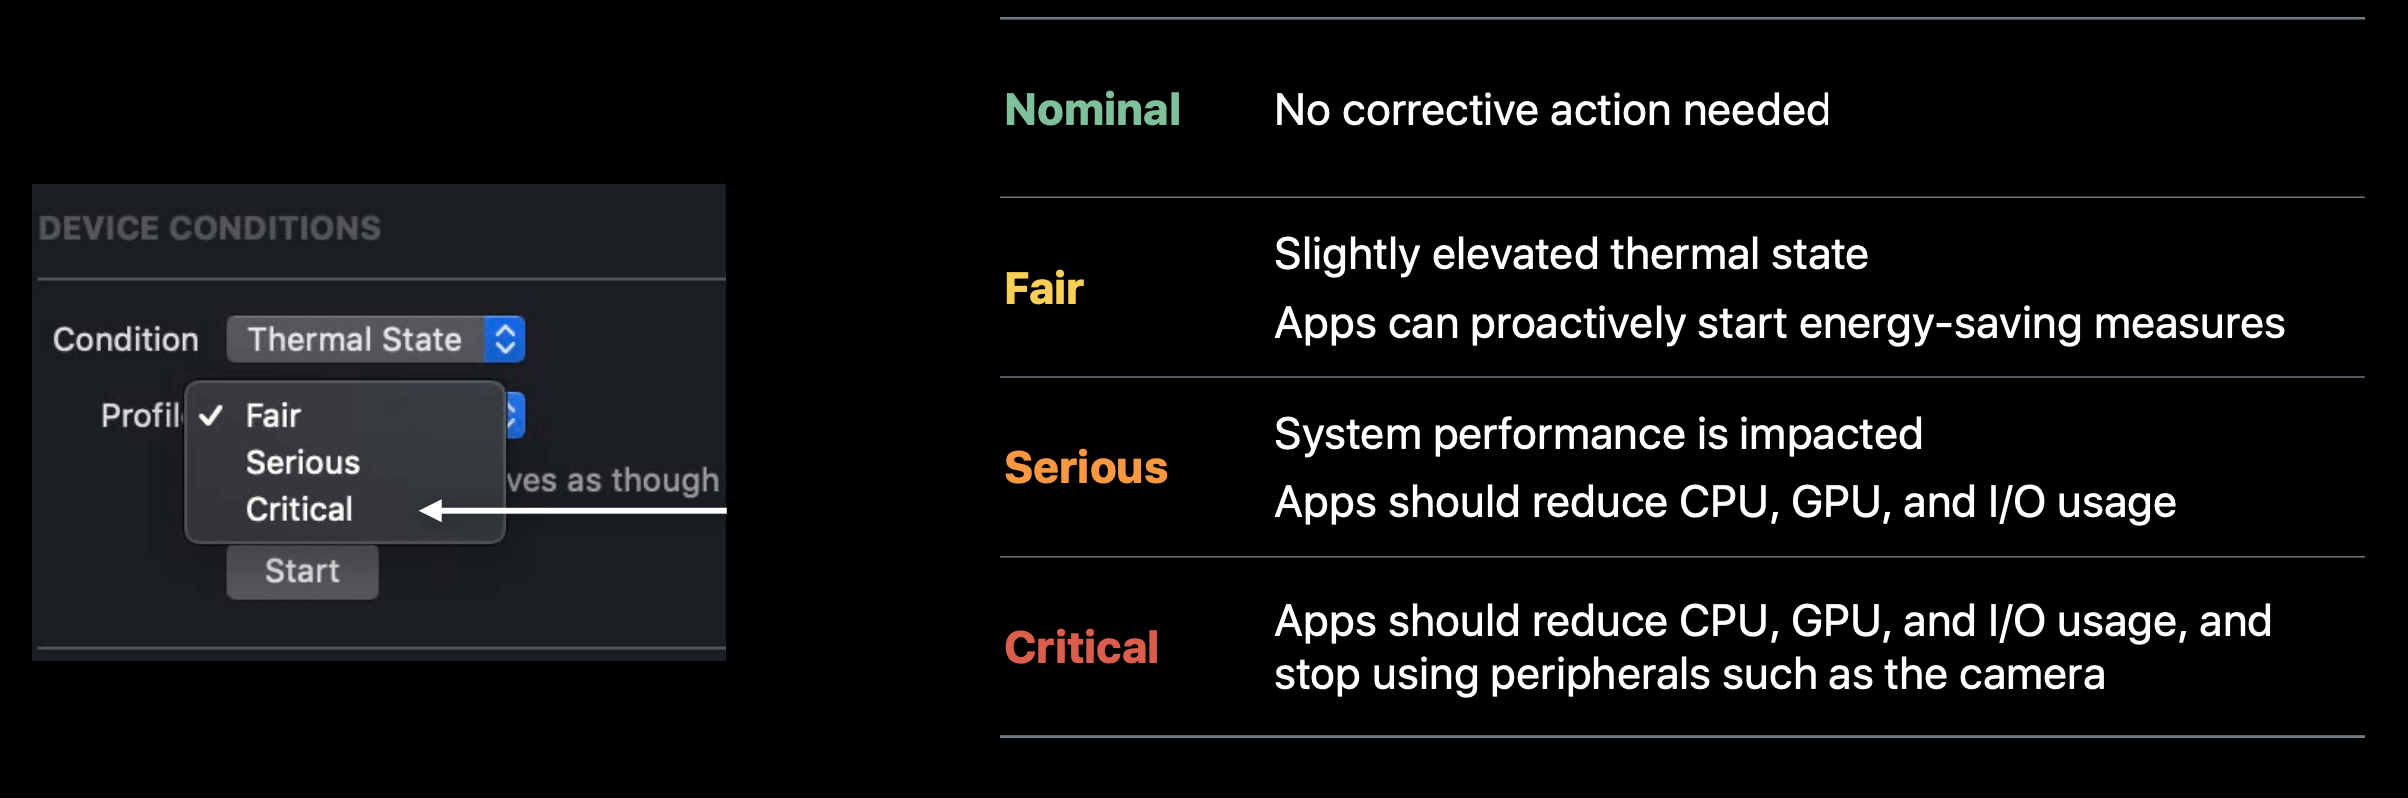 DEVICE CONDITIONS
Condition Thermal State
Profil ✓ Fair
Serious
ves as though
Critical
Start
Nominal No corrective action needed
Fair
Slightly elevated thermal state
Apps can proactively start energy-saving measures
Serious
System performance is impacted
Apps should reduce CPU, GPU, and I/O usage
Critical
Apps should reduce CPU, GPU, and I/O usage, and
stop using peripherals such as the camera